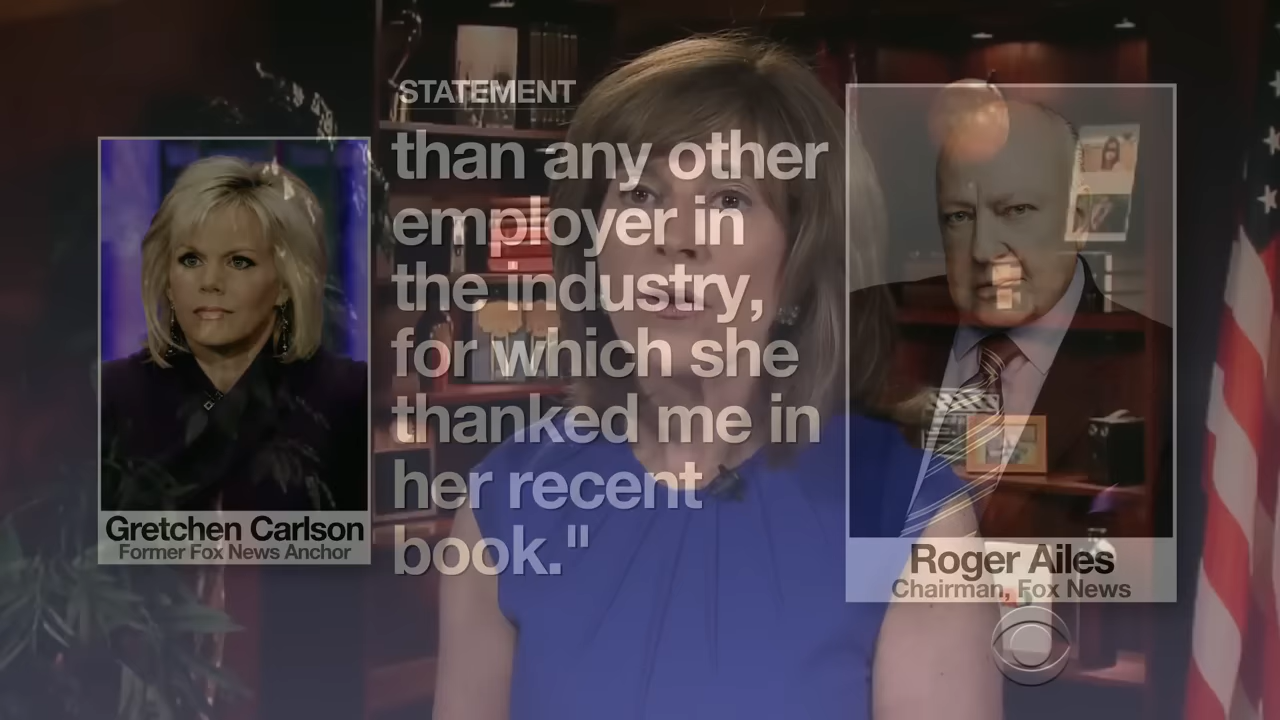 STATEMENT
than any other
employer in
the industry,
for which she
thanked me in
her recent
book."
Gretchen Carlson
Former Fox News Anchor
Roger Ailes
Chairman, Fox News